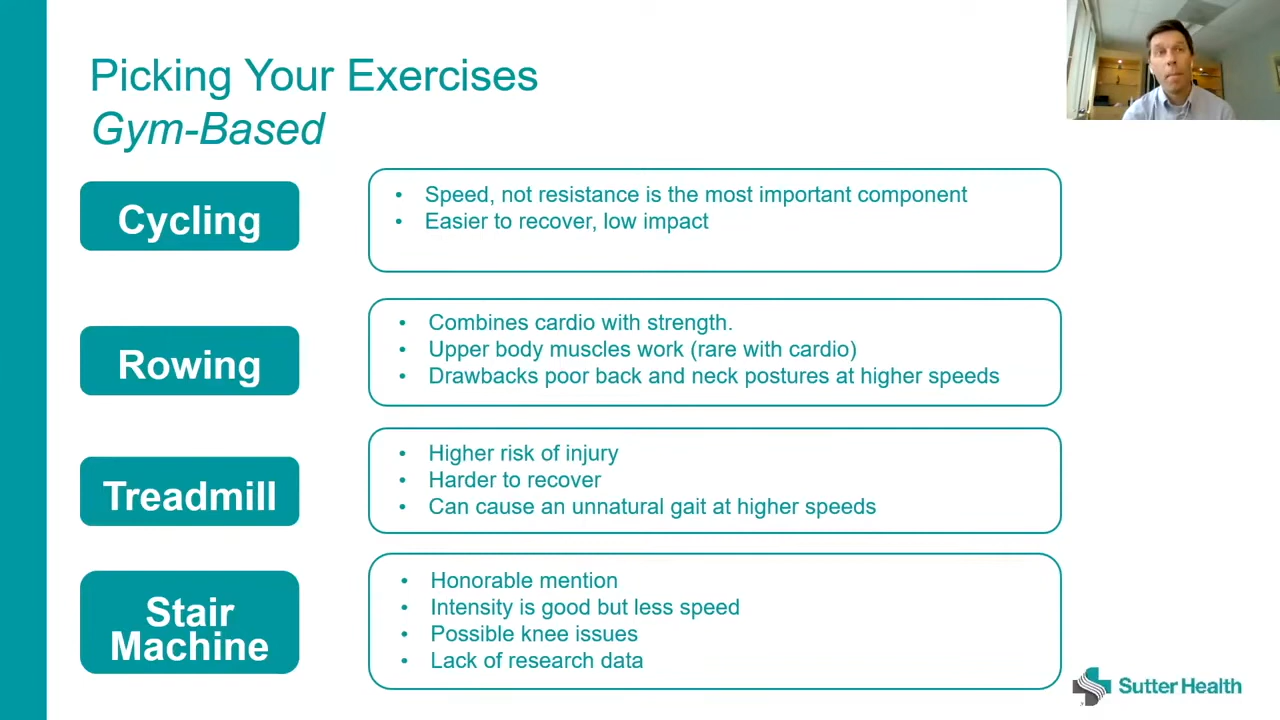 Picking Your Exercises
Gym-Based
Cycling
• Speed, not resistance is the most important component
• Easier to recover, low impact
Rowing
• Combines cardio with strength.
• Upper body muscles work (rare with cardio)
• Drawbacks poor back and neck postures at higher speeds
Treadmill
• Higher risk of injury
• Harder to recover
• Can cause an unnatural gait at higher speeds
Stair
Machine
• Honorable mention
• Intensity is good but less speed
• Possible knee issues
• Lack of research data
Sutter Health